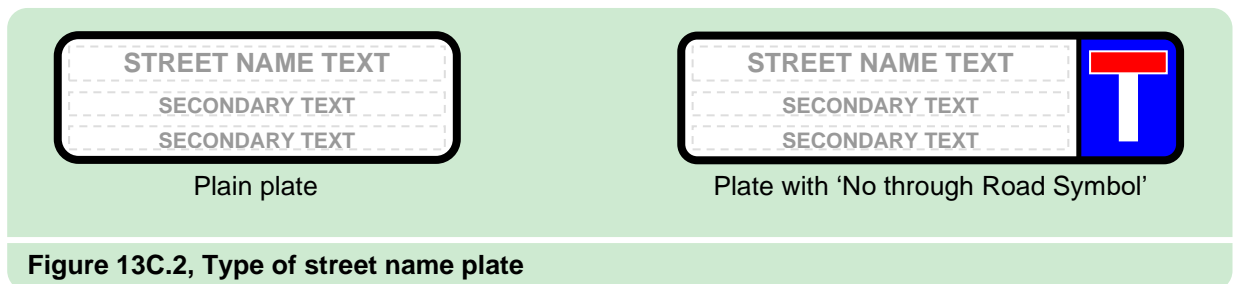 STREET NAME TEXT
SECONDARY TEXT
SECONDARY TEXT
Plain plate
STREET NAME TEXT
SECONDARY TEXT
SECONDARY TEXT
Plate with ‘No through Road Symbol’
Figure 13C.2, Type of street name plate